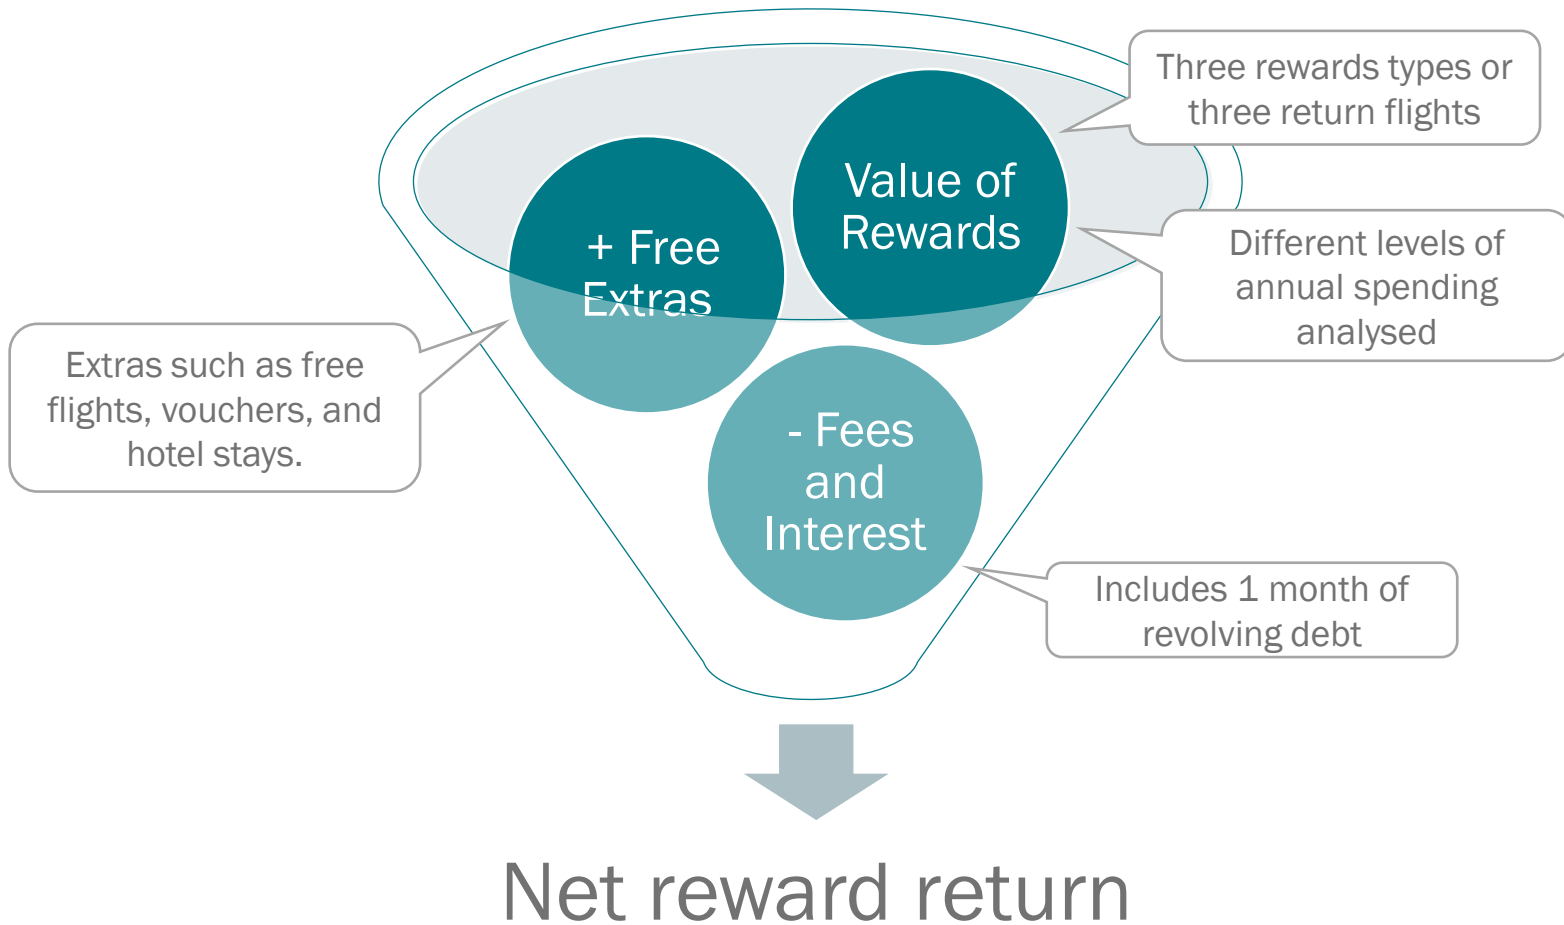 Three rewards types or
three return flights
Value of
Rewards
Different levels of
annual spending
analysed
+ Free
Extras
Extras such as free
flights, vouchers, and
hotel stays.
- Fees
and
Interest
Includes 1 month of
revolving debt
Net reward return